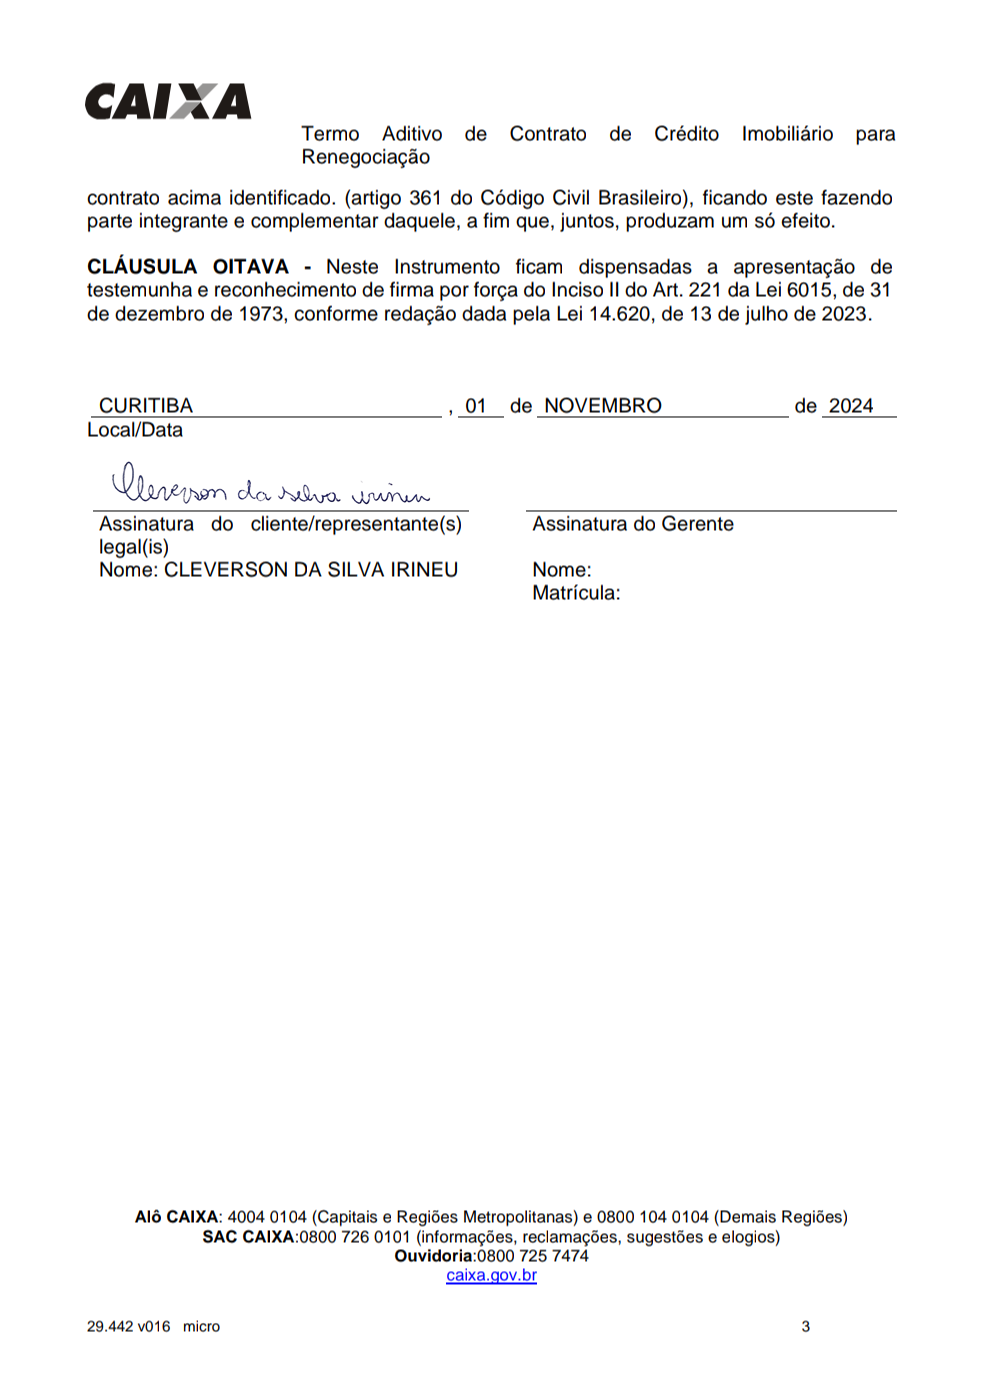 CAIXA
Termo Aditivo de Contrato de Crédito Imobiliário para
Renegociação
contrato acima identificado. (artigo 361 do Código Civil Brasileiro), ficando este fazendo
parte integrante e complementar daquele, a fim que, juntos, produzam um só efeito.
CLÁUSULA OITAVA - Neste Instrumento ficam dispensadas a apresentação de
testemunha e reconhecimento de firma por força do Inciso II do Art. 221 da Lei 6015, de 31
de dezembro de 1973, conforme redação dada pela Lei 14.620, de 13 de julho de 2023.
CURITIBA , 01 de NOVEMBRO de 2024
Local/Data
Cleverson da silva irineu
Assinatura do cliente/representante(s) Assinatura do Gerente
legal(is)
Nome: CLEVERSON DA SILVA IRINEU Nome:
Matrícula:
Alô CAIXA: 4004 0104 (Capitais e Regiões Metropolitanas) e 0800 104 0104 (Demais Regiões)
SAC CAIXA:0800 726 0101 (informações, reclamações, sugestões e elogios)
Ouvidoria:0800 725 7474
caixa.gov.br
29.442 v016 micro 3